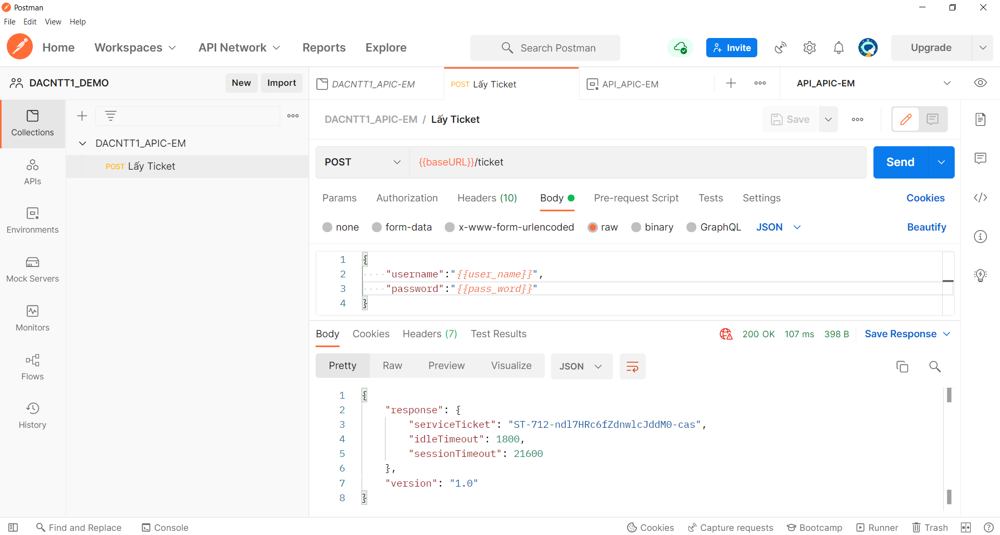 Postman
File Edit View Help
Home Workspaces API Network Reports Explore Search Postman Invite Upgrade
DACNTT1_DEMO New Import DACNTT1_APIC-EM POST Lấy Ticket API_APIC-EM API_APIC-EM
Collections
APIs
Environments
Mock Servers
Monitors
Flows
History
DACNTT1_APIC-EM
POST Lấy Ticket
DACNTT1_APIC-EM / Lấy Ticket Save
POST {{baseURL}}/ticket Send
Params Authorization Headers (10) Body Pre-request Script Tests Settings Cookies
none form-data x-www-form-urlencoded raw binary GraphQL JSON Beautify
1 {
2 "username":"{{user_name}}",
3 "password":"{{pass_word}}"
4 }
Body Cookies Headers (7) Test Results 200 OK 107 ms 398 B Save Response
Pretty Raw Preview Visualize JSON
1 {
2 "response": {
3 "serviceTicket": "ST-712-ndl7HRc6fZdnwlcJddM0-cas",
4 "idleTimeout": 1800,
5 "sessionTimeout": 21600
6 },
7 "version": "1.0"
8 }
Find and Replace Console Cookies Capture requests Bootcamp Runner Trash